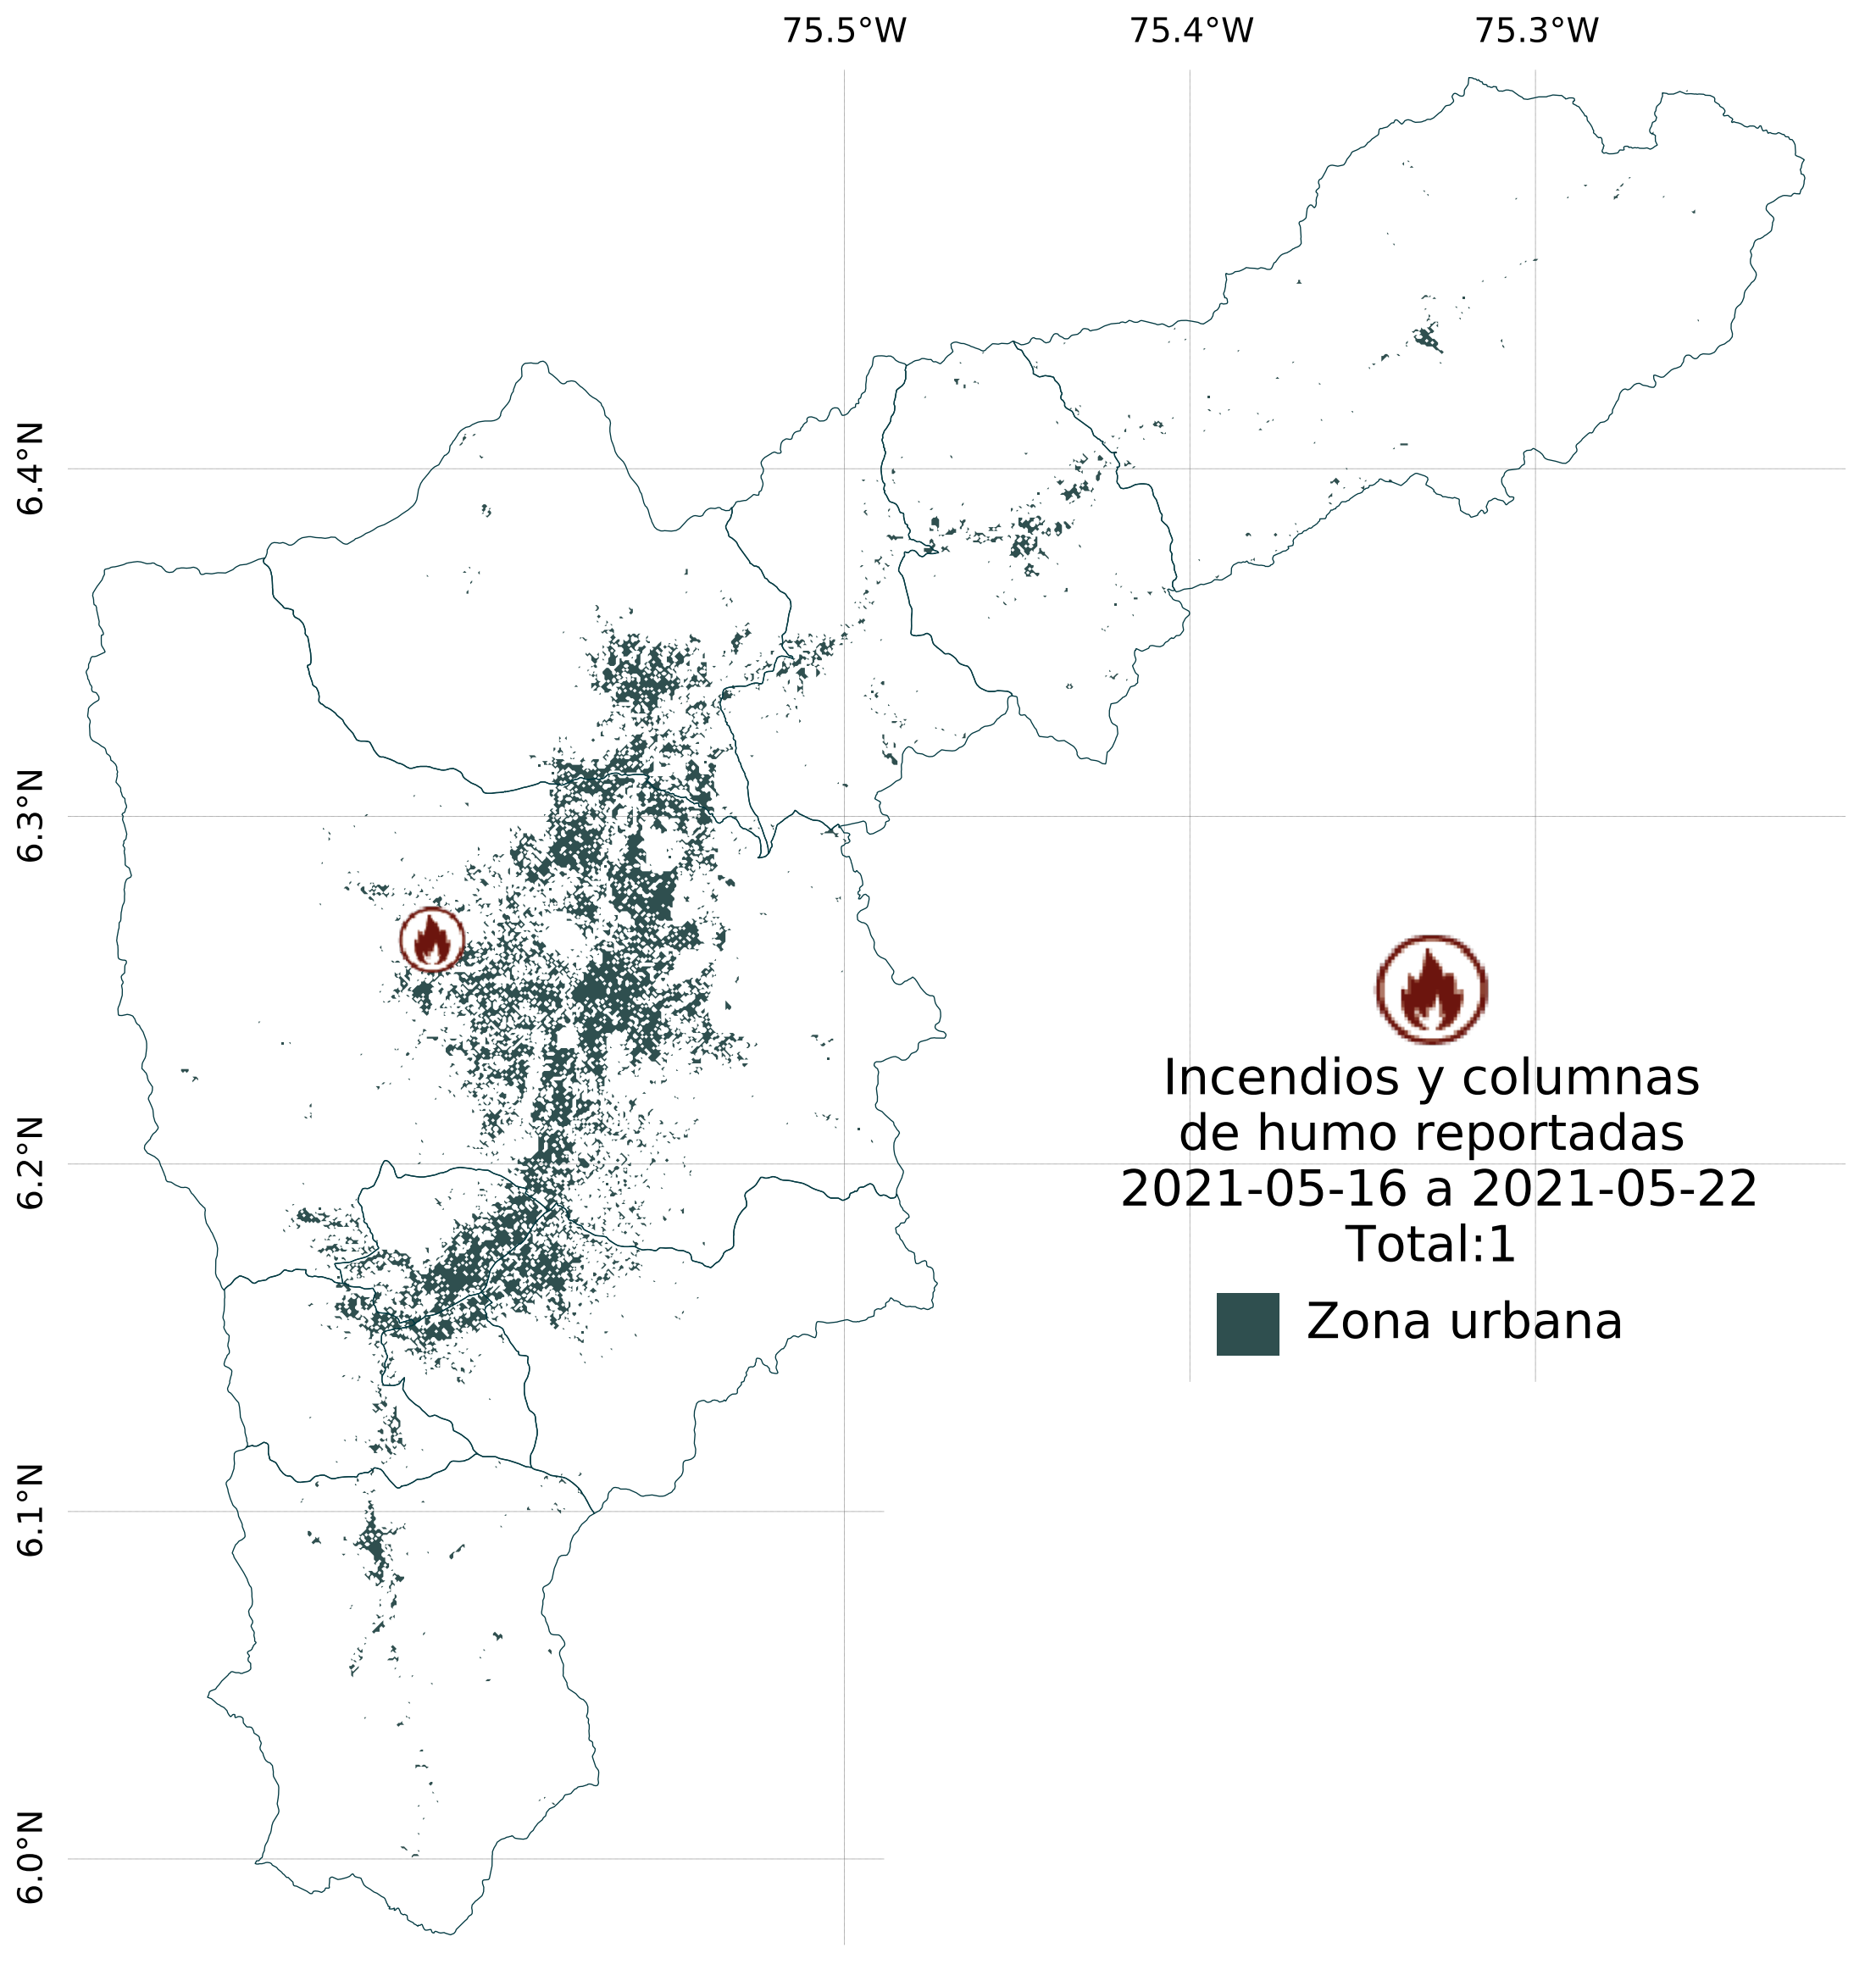 75.5°W 75.4°W 75.3°W
6.4°N
6.3°N
6.2°N
6.1°N
6.0°N
Incendios y columnas
de humo reportadas
2021-05-16 a 2021-05-22
Total:1
Zona urbana